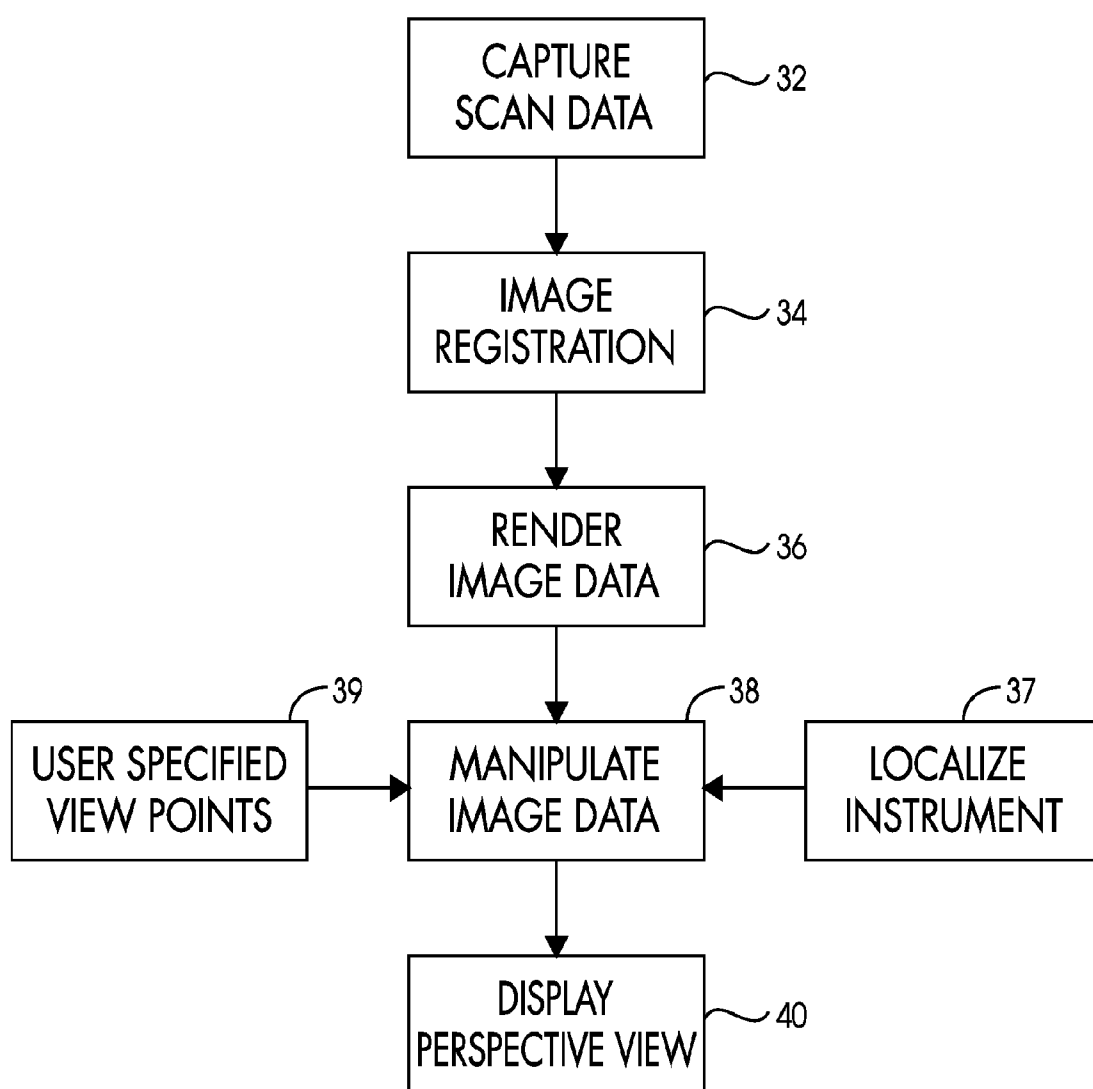 CAPTURE
SCAN DATA
32
IMAGE
REGISTRATION
34
RENDER
IMAGE DATA
36
39
USER SPECIFIED
VIEW POINTS
38
MANIPULATE
IMAGE DATA
37
LOCALIZE
INSTRUMENT
DISPLAY
PERSPECTIVE VIEW
40